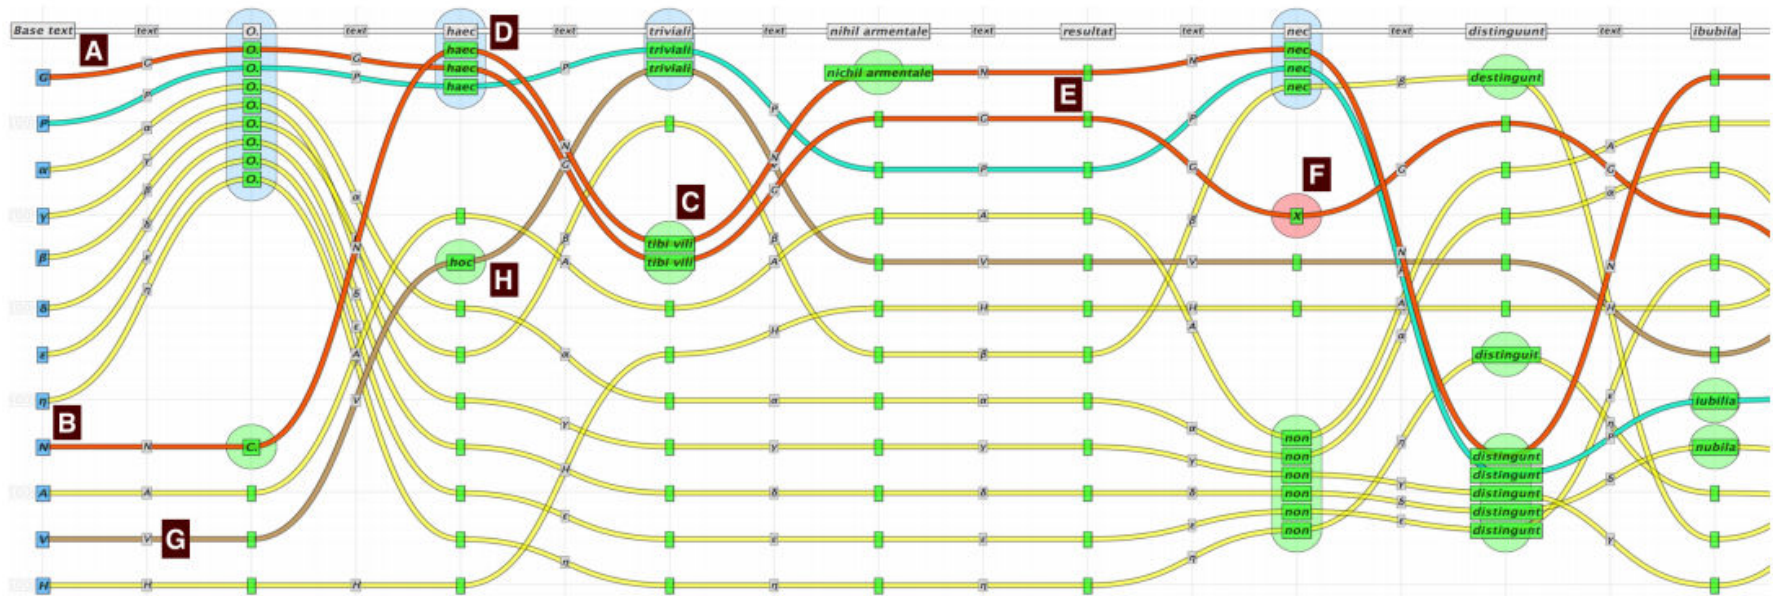 Base text text O. text haec text triviali text nihil armentale text resultat text nec text distinguunt text ibubila
A O. haec D triviali nec
G G O. G haec P triviali nichil armentale N N nec B destingunt
P P O. P haec E nec
α α O. P G P
γ γ O. N G tibi vili C N G G F G A G α
β β O. α A X
δ δ O. hoc H β A tibi vili β A V V β N A N
ε ε O. N δ ε A α H H β H A α distinguit H
η η V α α ε iubilia
B C. γ γ γ non η η P nubila
N N H non distingunt
A A δ δ γ non γ distingunt δ
V V G ε ε δ non δ distingunt
H H H η η ε non ε distingunt γ
η non distingunt